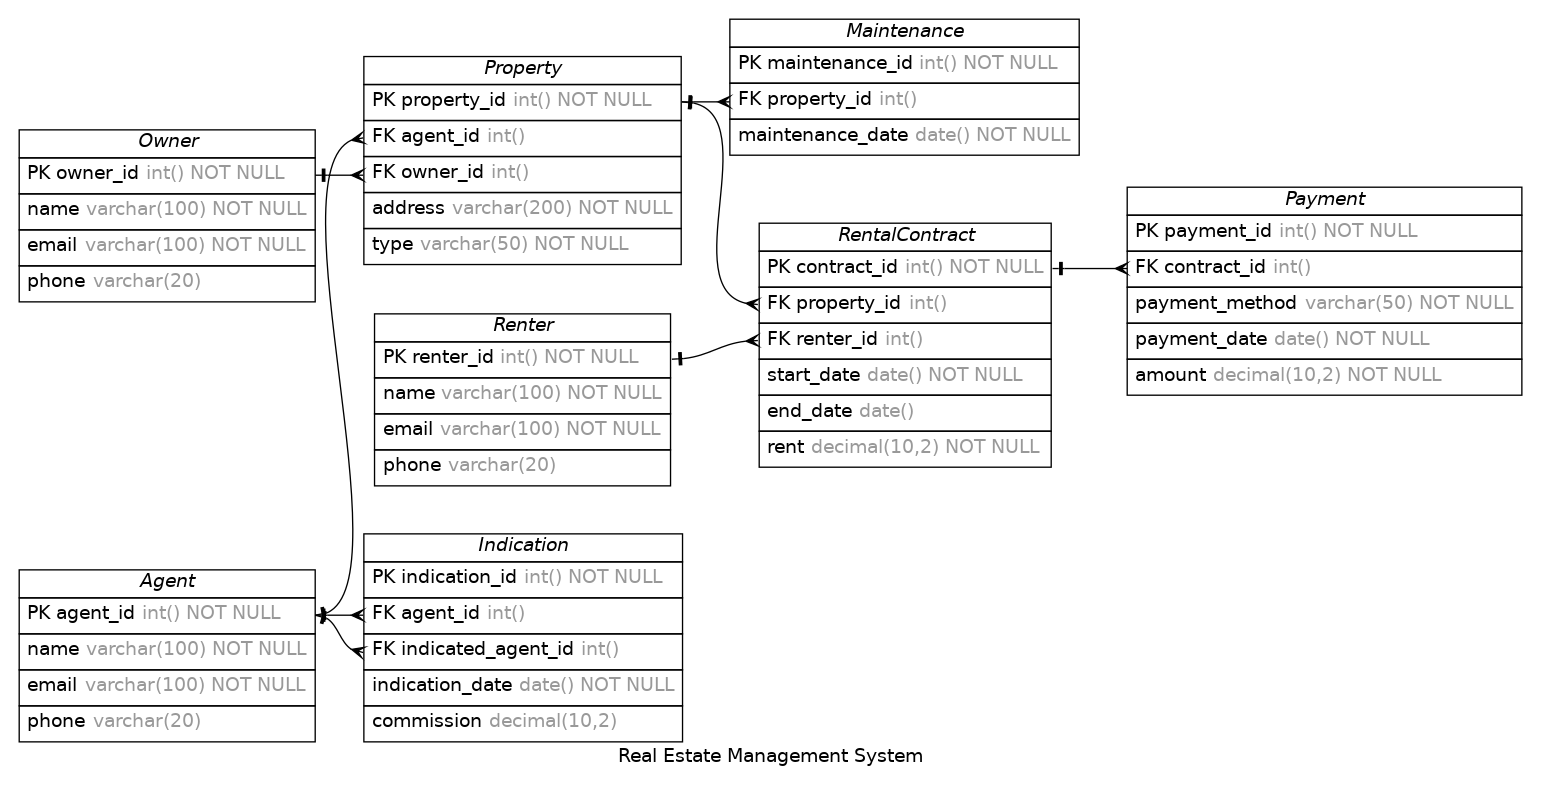 Owner
PK owner_id int() NOT NULL
name varchar(100) NOT NULL
email varchar(100) NOT NULL
phone varchar(20)
Property
PK property_id int() NOT NULL
FK agent_id int()
FK owner_id int()
address varchar(200) NOT NULL
type varchar(50) NOT NULL
Maintenance
PK maintenance_id int() NOT NULL
FK property_id int()
maintenance_date date() NOT NULL
RentalContract
PK contract_id int() NOT NULL
FK property_id int()
FK renter_id int()
start_date date() NOT NULL
end_date date()
rent decimal(10,2) NOT NULL
Payment
PK payment_id int() NOT NULL
FK contract_id int()
payment_method varchar(50) NOT NULL
payment_date date() NOT NULL
amount decimal(10,2) NOT NULL
Renter
PK renter_id int() NOT NULL
name varchar(100) NOT NULL
email varchar(100) NOT NULL
phone varchar(20)
Agent
PK agent_id int() NOT NULL
name varchar(100) NOT NULL
email varchar(100) NOT NULL
phone varchar(20)
Indication
PK indication_id int() NOT NULL
FK agent_id int()
FK indicated_agent_id int()
indication_date date() NOT NULL
commission decimal(10,2)
Real Estate Management System